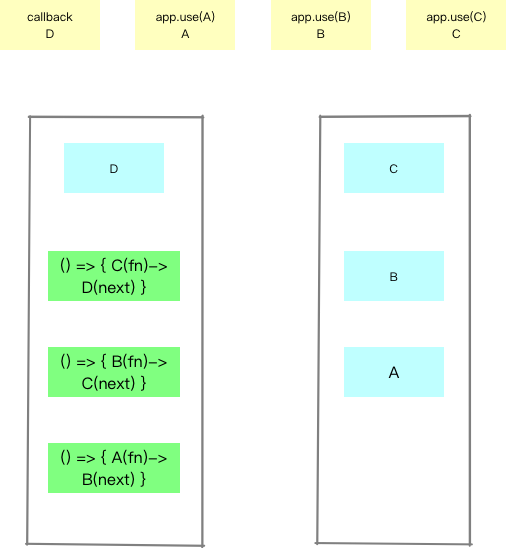 callback
D
app.use(A)
A
app.use(B)
B
app.use(C)
C
D
() => { C(fn)->
D(next) }
() => { B(fn)->
C(next) }
() => { A(fn)->
B(next) }
C
B
A